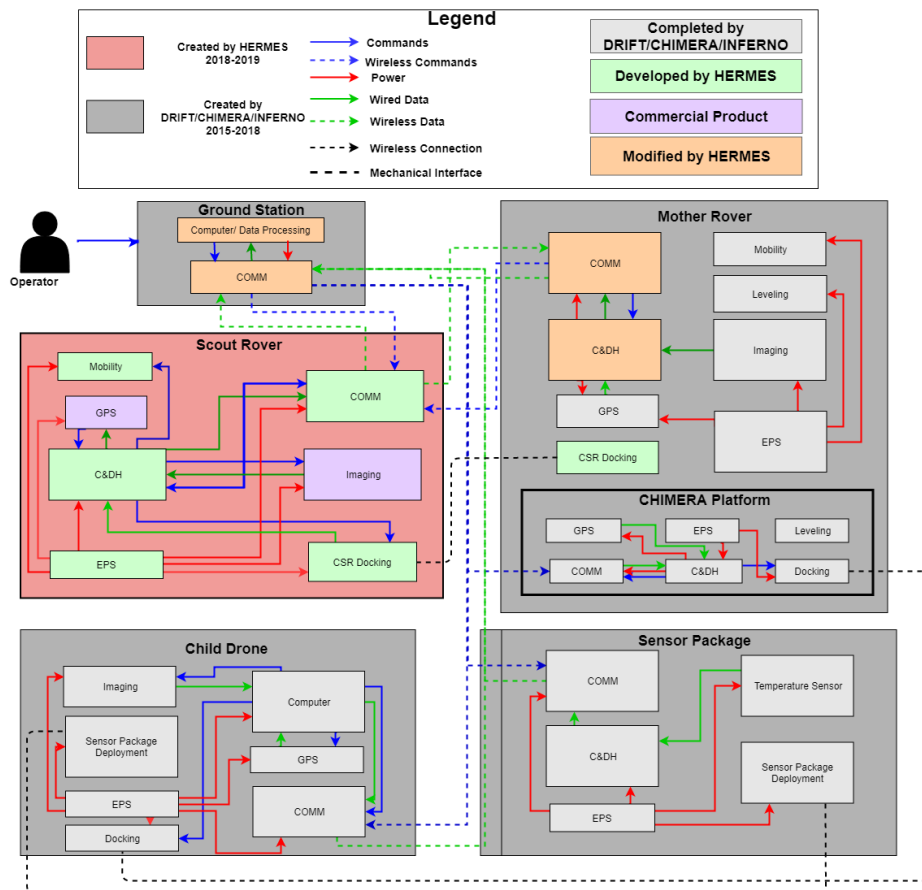 Legend
Created by HERMES
2018-2019
Created by
DRIFT/CHIMERA/INFERNO
2015-2018
Commands
Wireless Commands
Power
Wired Data
Wireless Data
Wireless Connection
Mechanical Interface
Completed by
DRIFT/CHIMERA/INFERNO
Developed by HERMES
Commercial Product
Modified by HERMES
Operator
Ground Station
Computer/ Data Processing
COMM
Mother Rover
COMM
Mobility
Leveling
C&DH
Imaging
GPS
EPS
CSR Docking
CHIMERA Platform
GPS
EPS
Leveling
COMM
C&DH
Docking
Scout Rover
Mobility
GPS
COMM
C&DH
Imaging
EPS
CSR Docking
Child Drone
Imaging
Computer
Sensor Package
Deployment
GPS
EPS
COMM
Docking
Sensor Package
COMM
Temperature Sensor
C&DH
Sensor Package
Deployment
EPS